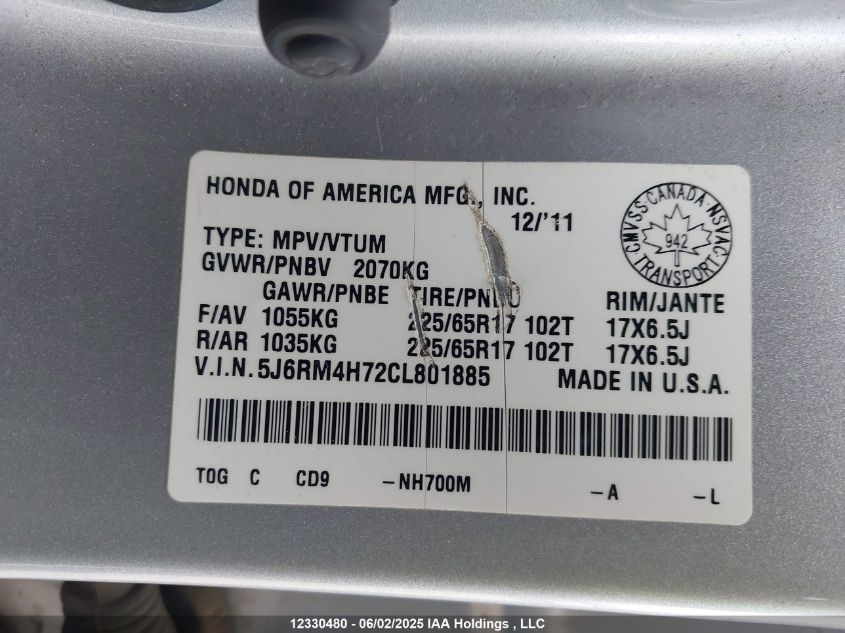 HONDA OF AMERICA MFG., INC.
12/'11
TYPE: MPV/VTUM
GVWR/PNBV 2070KG
GAWR/PNBE TIRE/PNEU RIM/JANTE
F/AV 1055KG 225/65R17 102T 17X6.5J
R/AR 1035KG 225/65R17 102T 17X6.5J
V.I.N. 5J6RM4H72CL801885 MADE IN U.S.A.
CMVSS·CANADA·NSVAC
942
TRANSPORT
TOG C CD9 -NH700M -A -L
12330480 - 06/02/2025 IAA Holdings , LLC